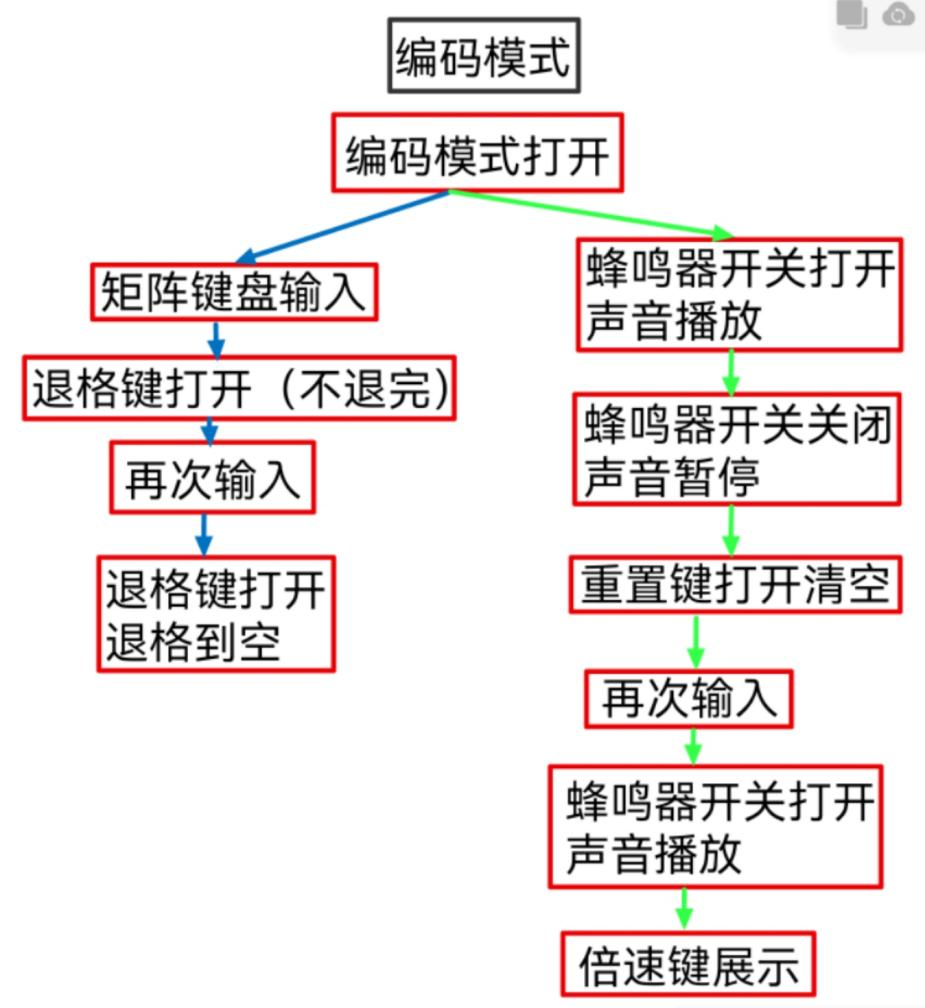 编码模式
编码模式打开
矩阵键盘输入
退格键打开（不退完）
再次输入
退格键打开
退格到空
蜂鸣器开关打开
声音播放
蜂鸣器开关关闭
声音暂停
重置键打开清空
再次输入
蜂鸣器开关打开
声音播放
倍速键展示